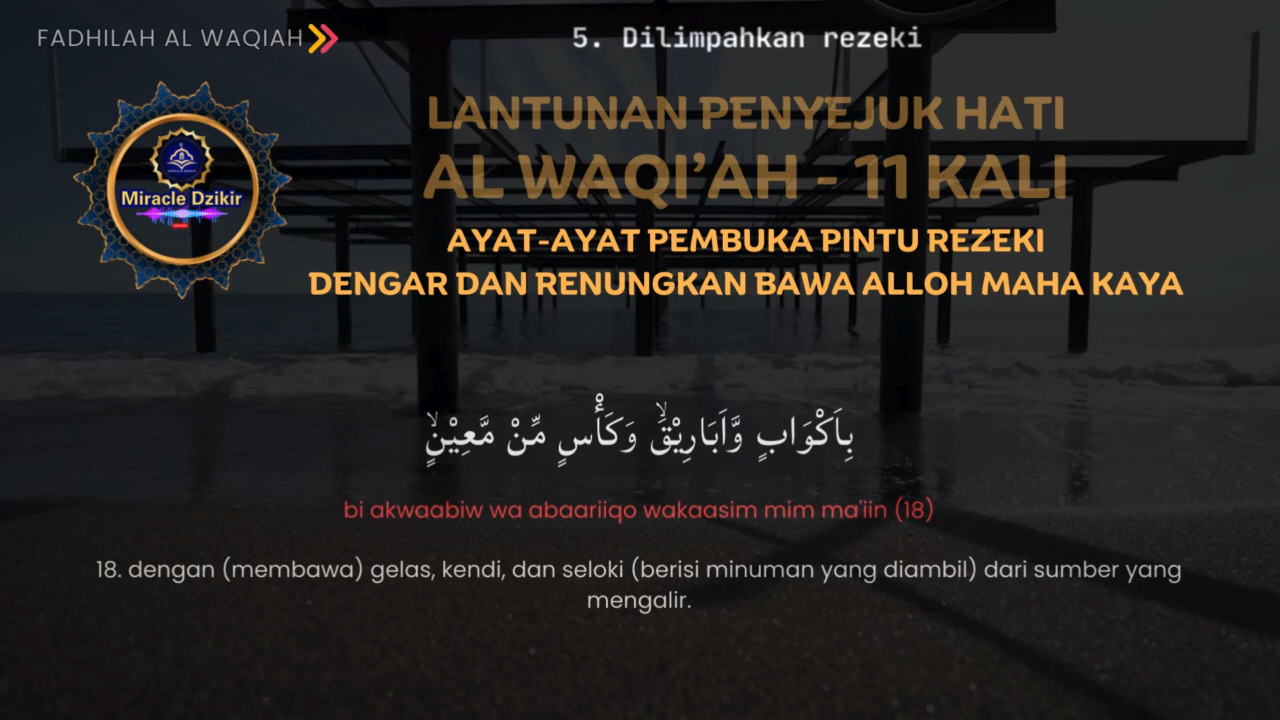 FADHILAH AL WAQIAH
5. Dilimpahkan rezeki
Miracle Dzikir
LANTUNAN PENYEJUK HATI
AL WAQI’AH - 11 KALI
AYAT-AYAT PEMBUKA PINTU REZEKI
DENGAR DAN RENUNGKAN BAWA ALLOH MAHA KAYA
بِاَكْوَابٍ وَّاَبَارِيْقَۙ وَكَأْسٍ مِّنْ مَّعِيْنٍۙ
bi akwaabiw wa abaariiqo wakaasim mim ma'iin (18)
18. dengan (membawa) gelas, kendi, dan seloki (berisi minuman yang diambil) dari sumber yang
mengalir.